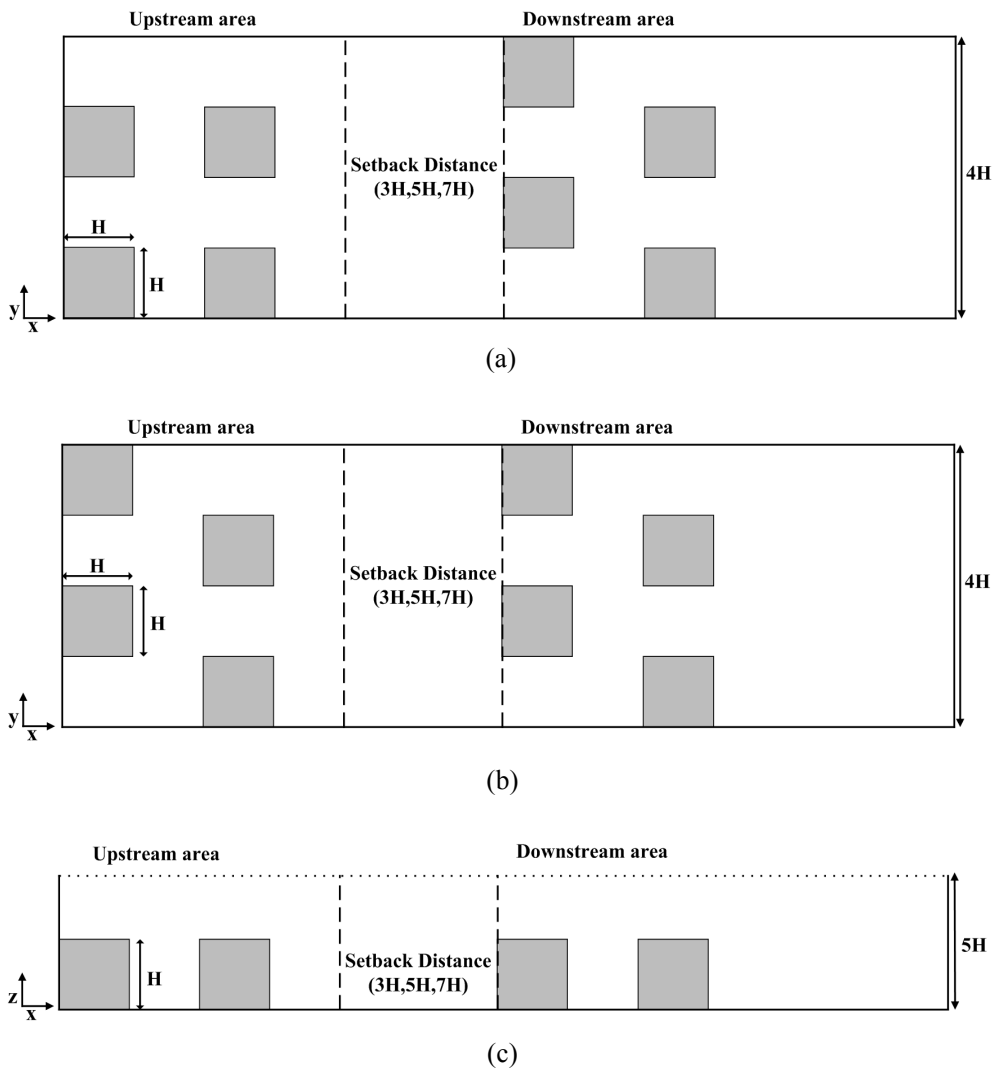 Upstream area
Downstream area
Setback Distance
(3H,5H,7H)
4H
H
H
y
x
(a)
Upstream area
Downstream area
H
Setback Distance
(3H,5H,7H)
4H
H
y
x
(b)
Upstream area
Downstream area
H
Setback Distance
(3H,5H,7H)
5H
z
x
(c)